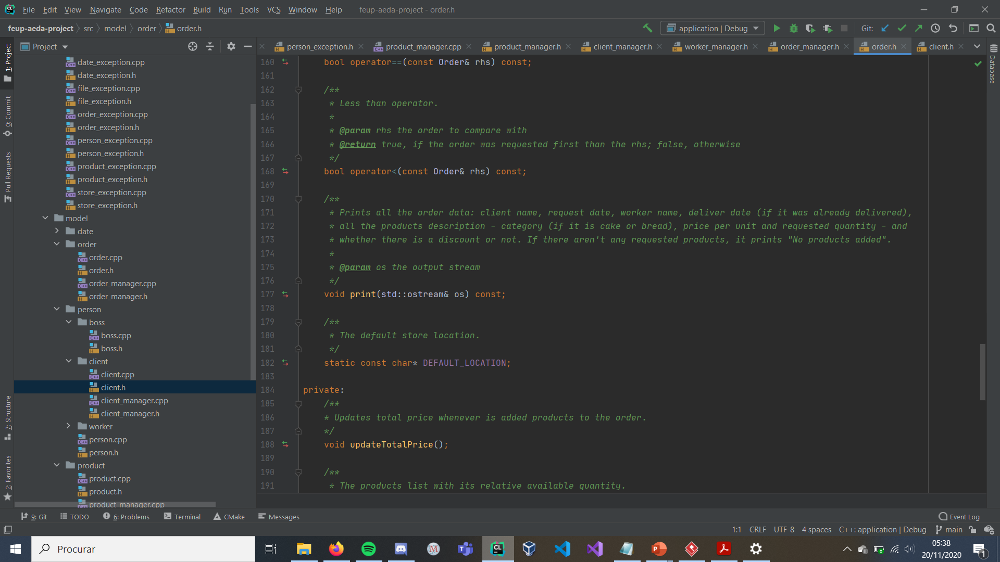 File Edit View Navigate Code Refactor Build Run Tools VCS Window Help feup-aeda-project - order.h
feup-aeda-project src model order order.h
application | Debug
Git:
Project
person_exception.h product_manager.cpp product_manager.h client_manager.h worker_manager.h order_manager.h order.h client.h
1: Project
0: Commit
Pull Requests
7: Structure
2: Favorites
Database
date_exception.cpp
date_exception.h
file_exception.cpp
file_exception.h
order_exception.cpp
order_exception.h
person_exception.cpp
person_exception.h
product_exception.cpp
product_exception.h
store_exception.cpp
store_exception.h
model
date
order
order.cpp
order.h
order_manager.cpp
order_manager.h
person
boss
boss.cpp
boss.h
client
client.cpp
client.h
client_manager.cpp
client_manager.h
worker
person.cpp
person.h
product
product.cpp
product.h
product_manager.cpp
160 bool operator==(const Order& rhs) const;
161
162 /**
163 * Less than operator.
164 *
165 * @param rhs the order to compare with
166 * @return true, if the order was requested first than the rhs; false, otherwise
167 */
168 bool operator<(const Order& rhs) const;
169
170 /**
171 * Prints all the order data: client name, request date, worker name, deliver date (if it was already delivered),
172 * all the products description - category (if it is cake or bread), price per unit and requested quantity - and
173 * whether there is a discount or not. If there aren't any requested products, it prints "No products added".
174 *
175 * @param os the output stream
176 */
177 void print(std::ostream& os) const;
178
179 /**
180 * The default store location.
181 */
182 static const char* DEFAULT_LOCATION;
183
184 private:
185 /**
186 * Updates total price whenever is added products to the order.
187 */
188 void updateTotalPrice();
189
190 /**
191 * The products list with its relative available quantity.
9: Git TODO 6: Problems Terminal CMake Messages Event Log
1:1 CRLF UTF-8 4 spaces C++: application | Debug main
Procurar
05:38
20/11/2020
1